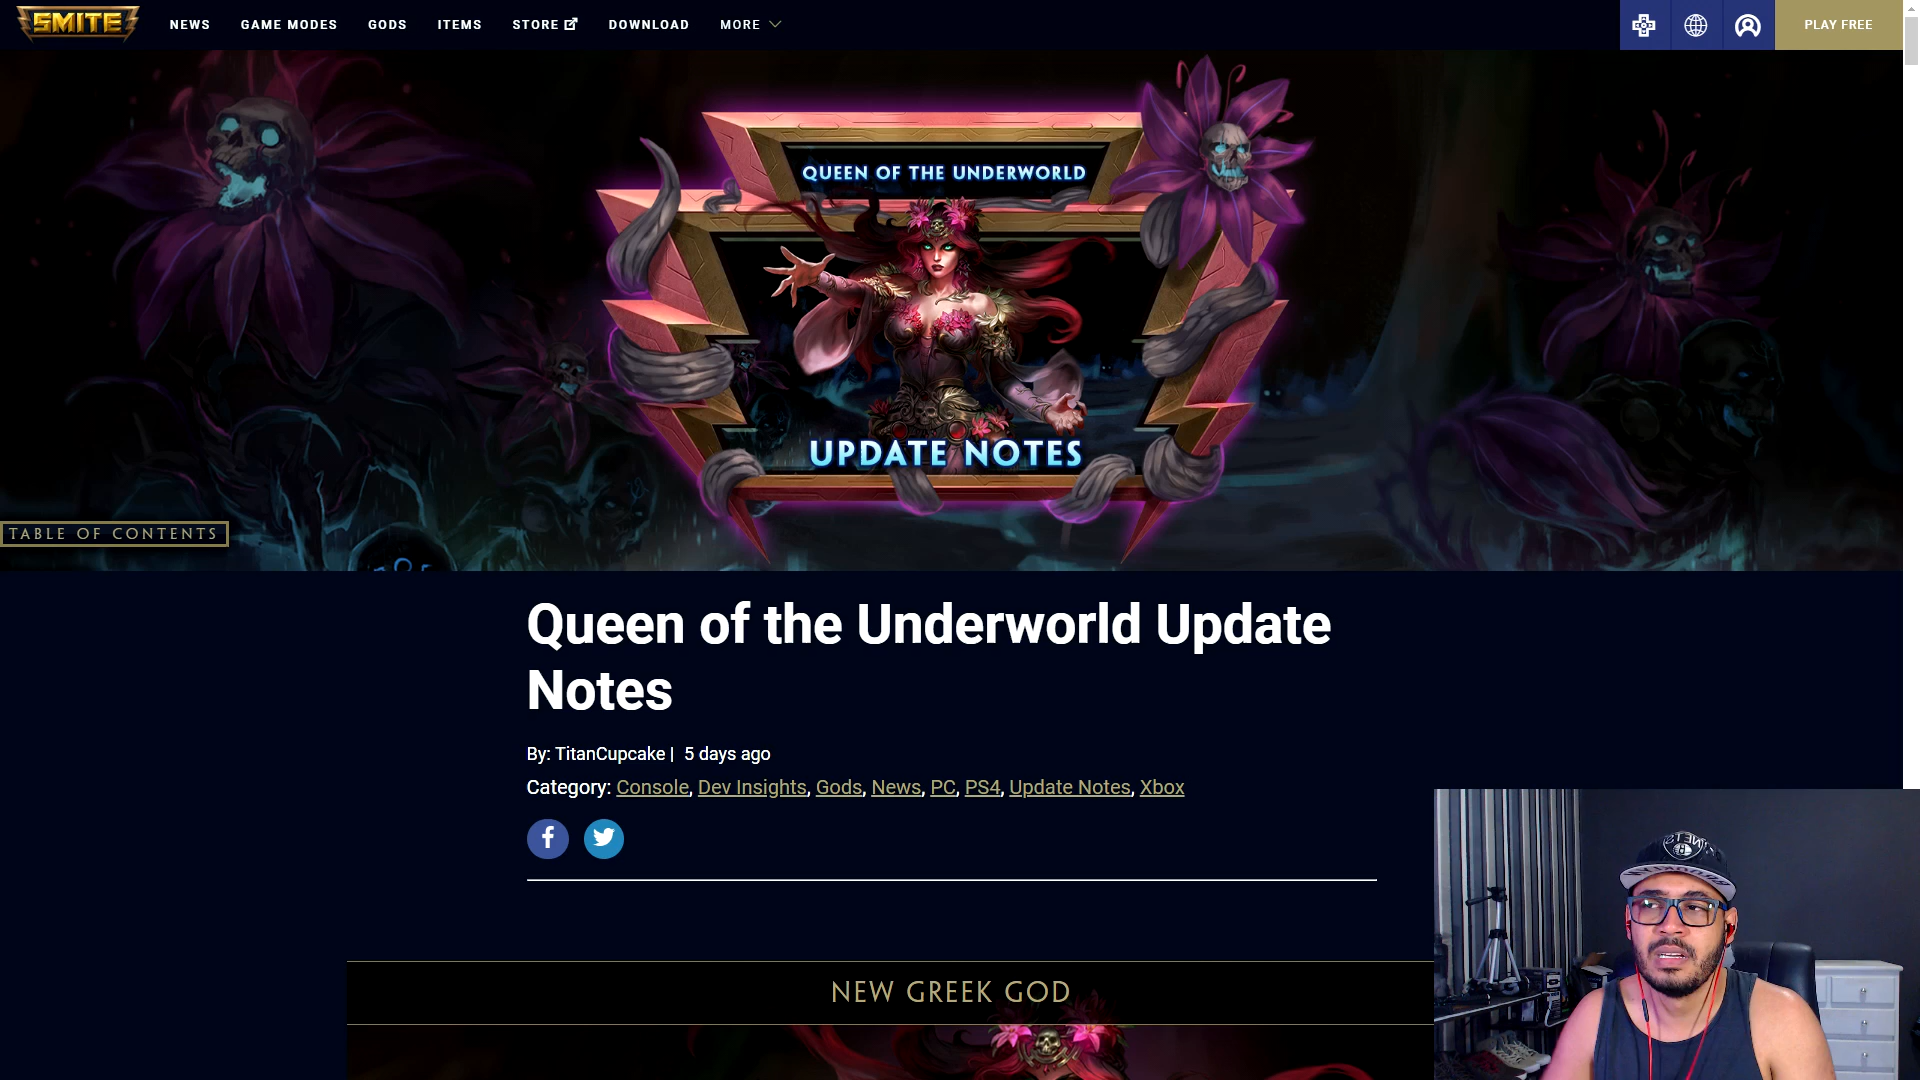 SMITE
NEWS GAME MODES GODS ITEMS STORE DOWNLOAD MORE
PLAY FREE
QUEEN OF THE UNDERWORLD
UPDATE NOTES
TABLE OF CONTENTS
Queen of the Underworld Update
Notes
By: TitanCupcake | 5 days ago
Category: Console, Dev Insights, Gods, News, PC, PS4, Update Notes, Xbox
NEW GREEK GOD